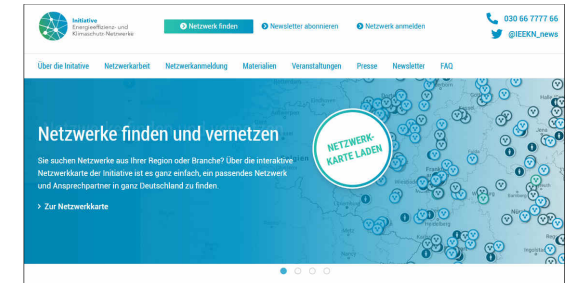 Initiative
Energieeffizienz- und
Klimaschutz-Netzwerke
Netzwerk finden
Newsletter abonnieren
Netzwerk anmelden
030 66 7777 66
@IEEKN_news
Über die Initative
Netzwerkarbeit
Netzwerkanmeldung
Materialien
Veranstaltungen
Presse
Newsletter
FAQ
Netzwerke finden und vernetzen
Sie suchen Netzwerke aus Ihrer Region oder Branche? Über die interaktive
Netzwerkkarte der Initiative ist es ganz einfach, ein passendes Netzwerk
und Ansprechpartner in ganz Deutschland zu finden.
> Zur Netzwerkkarte
NETZWERK-
KARTE LADEN
Heidelberg
Metz